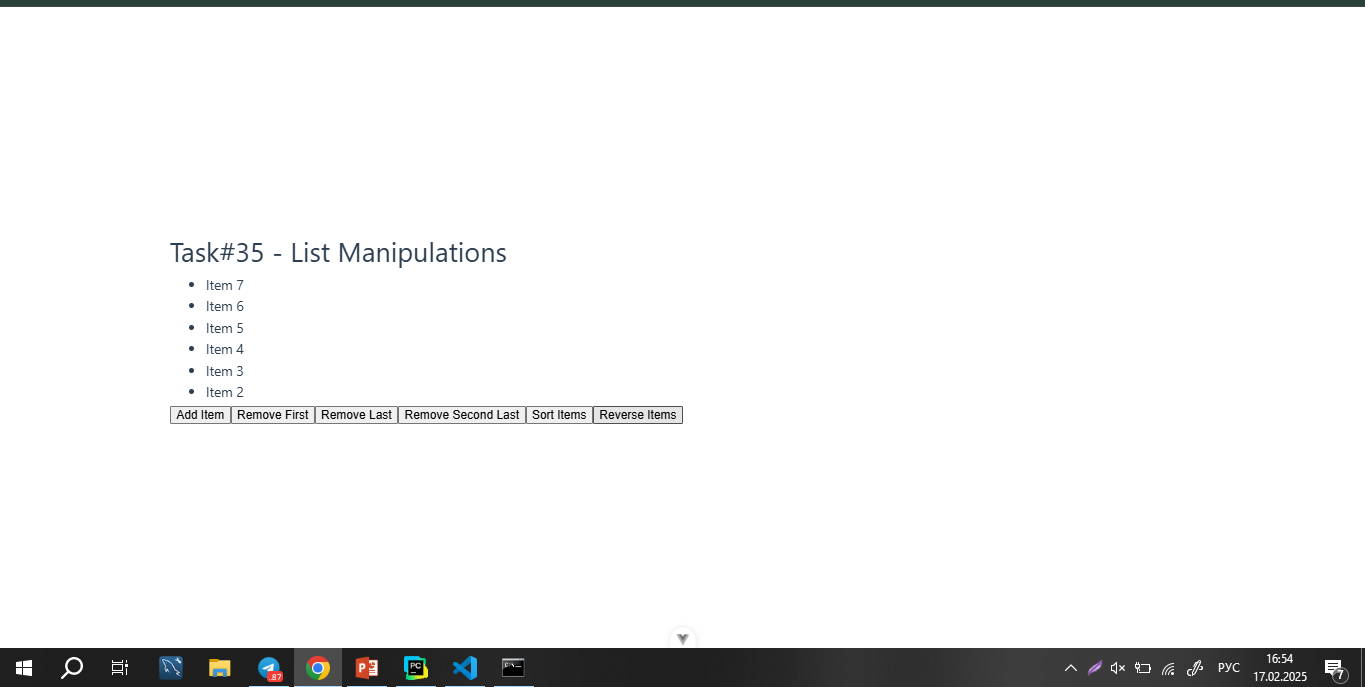 Task#35 - List Manipulations
Item 7
Item 6
Item 5
Item 4
Item 3
Item 2
Add Item Remove First Remove Last Remove Second Last Sort Items Reverse Items
.87 P PC C:\. РУС 16:54
17.02.2025 7